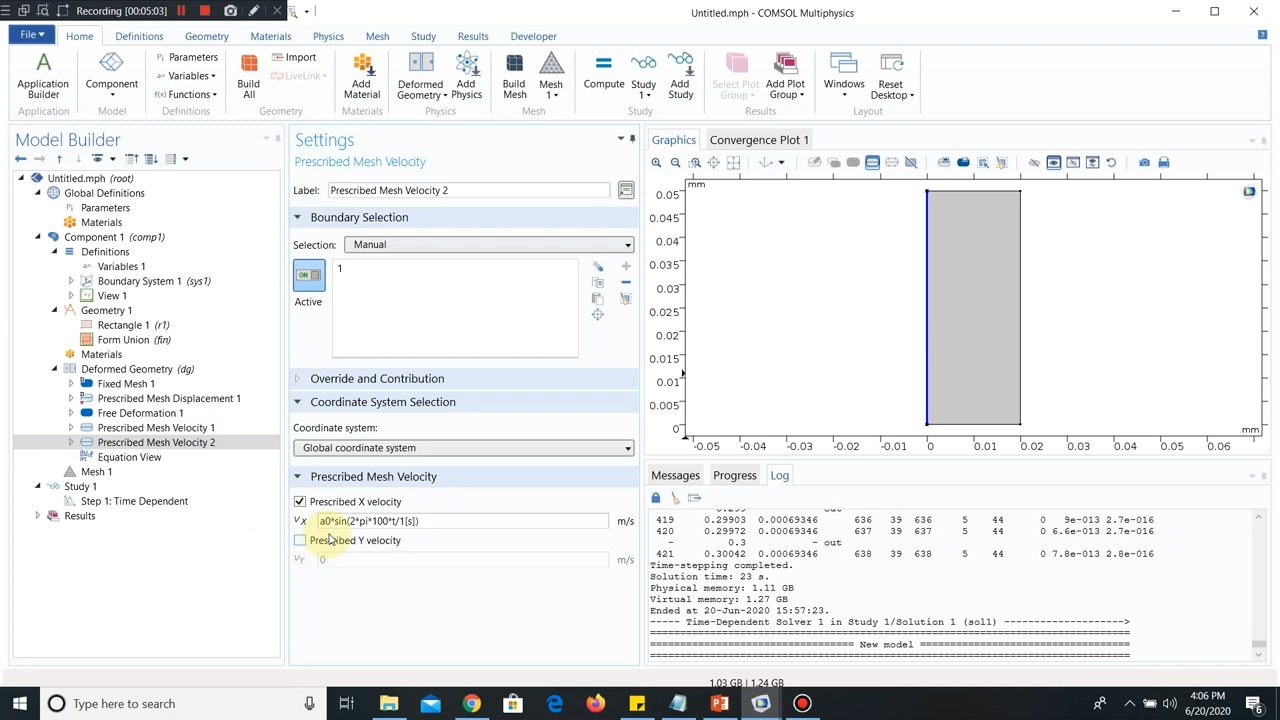 Recording [00:05:03]
Untitled.mph - COMSOL Multiphysics
File
Home
Definitions
Geometry
Materials
Physics
Mesh
Study
Results
Developer
Application Builder
Application
Component
Model
Parameters
Variables
Functions
Definitions
Build All
Import
LiveLink
Geometry
Add Material
Materials
Deformed Geometry
Add Physics
Physics
Build Mesh
Mesh 1
Mesh
Compute
Study 1
Add Study
Study
Select Plot Group
Add Plot Group
Results
Windows
Reset Desktop
Layout
Model Builder
Untitled.mph (root)
Global Definitions
Parameters
Materials
Component 1 (comp1)
Definitions
Variables 1
Boundary System 1 (sys1)
View 1
Geometry 1
Rectangle 1 (r1)
Form Union (fin)
Materials
Deformed Geometry (dg)
Fixed Mesh 1
Prescribed Mesh Displacement 1
Free Deformation 1
Prescribed Mesh Velocity 1
Prescribed Mesh Velocity 2
Equation View
Mesh 1
Study 1
Step 1: Time Dependent
Results
Settings
Prescribed Mesh Velocity
Label: Prescribed Mesh Velocity 2
Boundary Selection
Selection: Manual
1
ON
Active
Override and Contribution
Coordinate System Selection
Coordinate system:
Global coordinate system
Prescribed Mesh Velocity
Prescribed X velocity
vX a0*sin(2*pi*100*t/1[s]) m/s
Prescribed Y velocity
vY 0 m/s
Graphics
Convergence Plot 1
mm
0.05
0.045
0.04
0.035
0.03
0.025
0.02
0.015
0.01
0.005
0
-0.05 -0.04 -0.03 -0.02 -0.01 0 0.01 0.02 0.03 0.04 0.05 0.06
mm
Messages
Progress
Log
419 0.29903 0.00069346 636 39 636 5 44 0 9e-013 2.7e-016
420 0.29972 0.00069346 637 39 637 5 44 0 6.6e-013 2.7e-016
- 0.3 - out
421 0.30042 0.00069346 638 39 638 5 44 0 7.8e-013 2.8e-016
Time-stepping completed.
Solution time: 23 s.
Physical memory: 1.11 GB
Virtual memory: 1.27 GB
Ended at 20-Jun-2020 15:57:23.
----- Time-Dependent Solver 1 in Study 1/Solution 1 (sol1) ------------------->
New model
1.03 GB | 1.24 GB
Type here to search
4:06 PM
6/20/2020
6